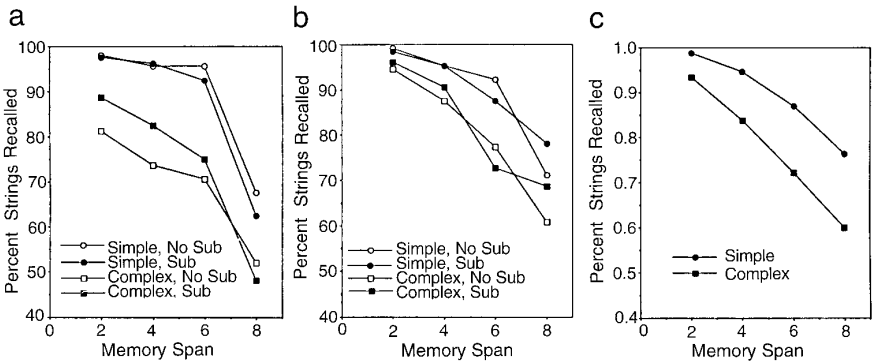 a
Percent Strings Recalled
100
90
80
70
90
50
40
0 2 4 6 8
Memory Span
Simple, No Sub
Simple, Sub
Complex, No Sub
Complex, Sub
b
Percent Strings Recalled
100
90
80
70
90
50
40
0 2 4 6 8
Memory Span
Simple, No Sub
Simple, Sub
Complex, No Sub
Complex, Sub
c
Percent Strings Recalled
1.0
0.9
0.8
0.7
0.6
0.5
0.4
0 2 4 6 8
Memory Span
Simple
Complex